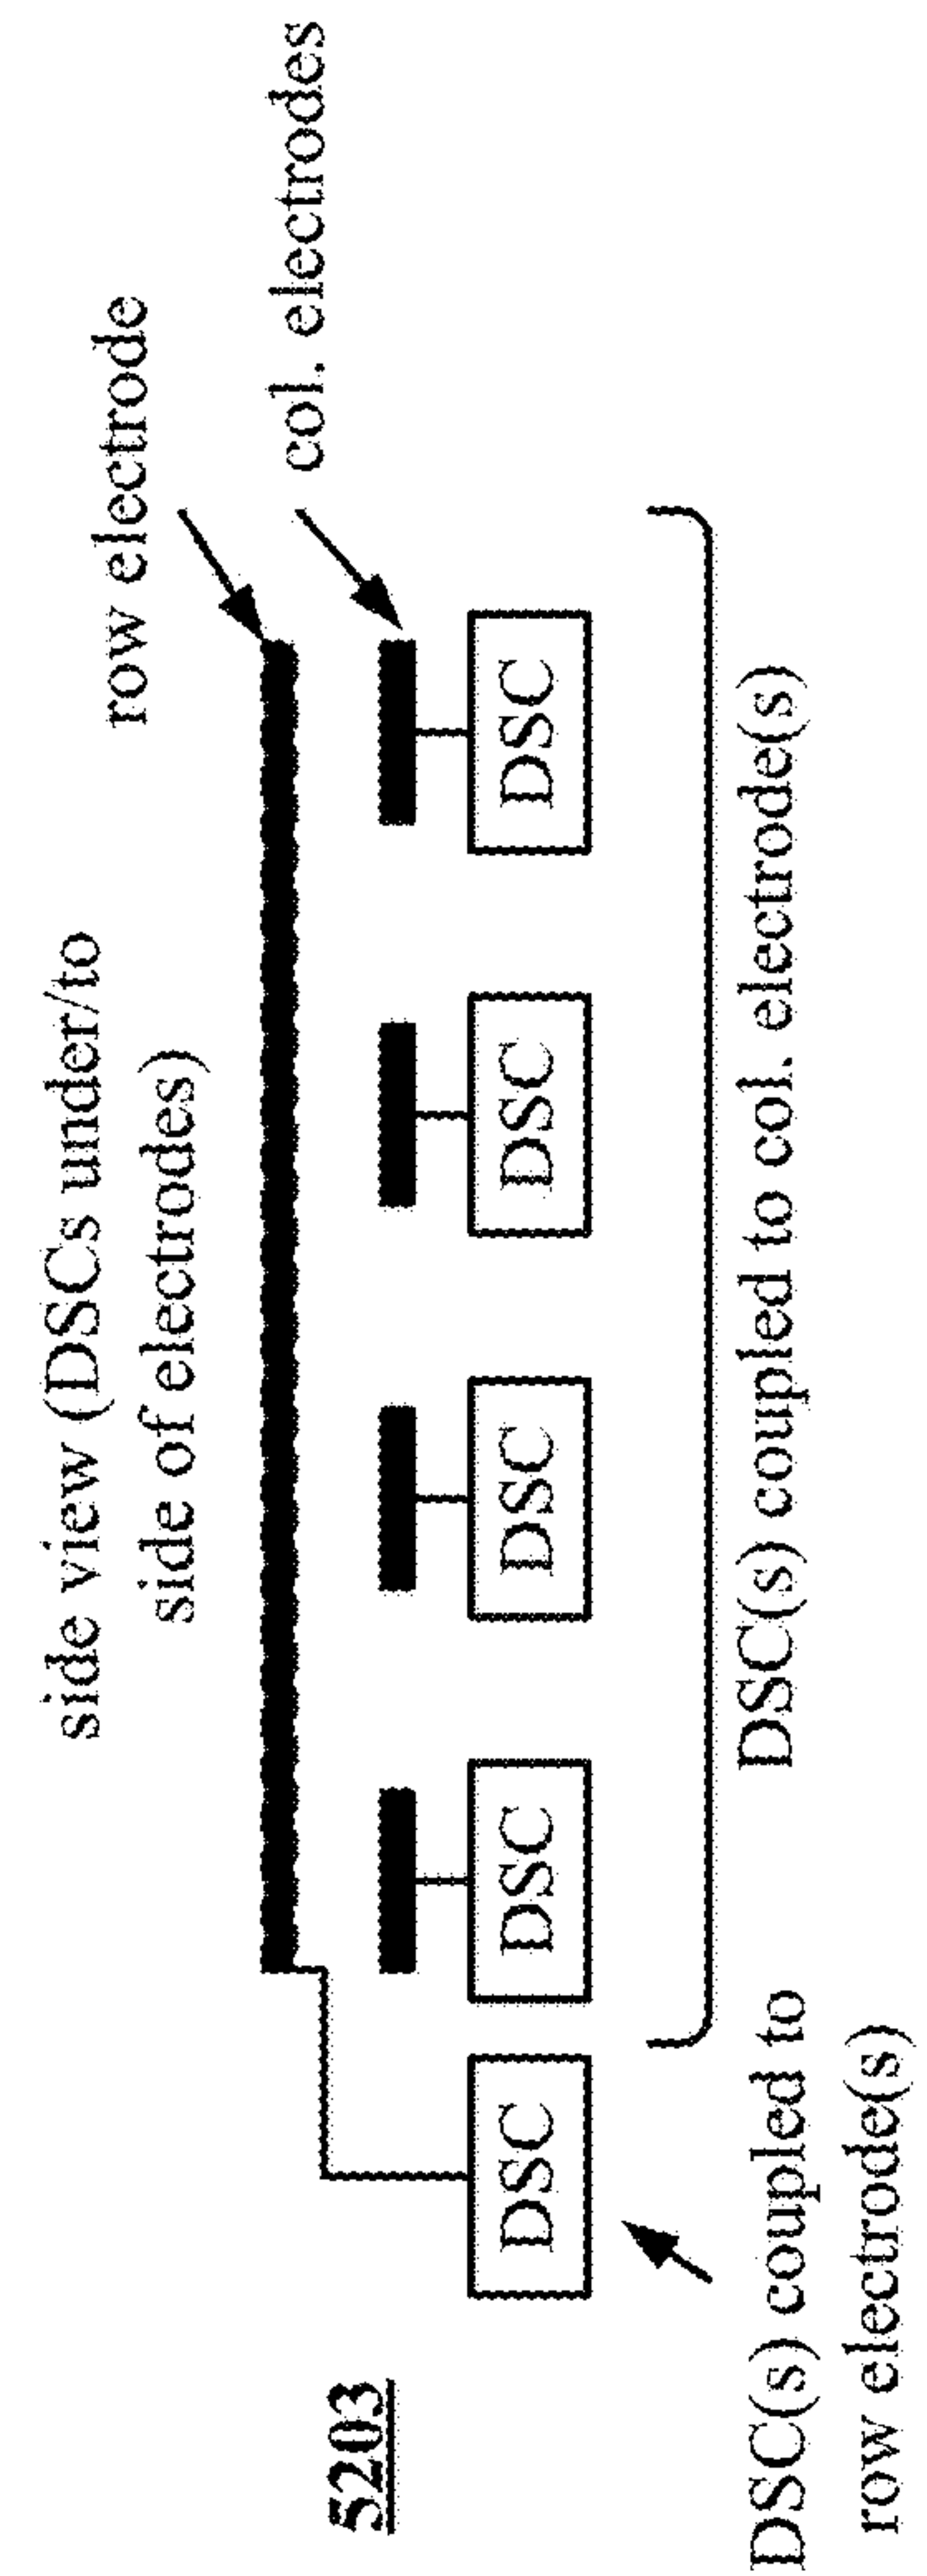 side view (DSCs under/to
side of electrodes)
row electrode
col. electrodes
5203
DSC
DSC
DSC
DSC
DSC
DSC(s) coupled to col. electrode(s)
DSC(s) coupled to
row electrode(s)